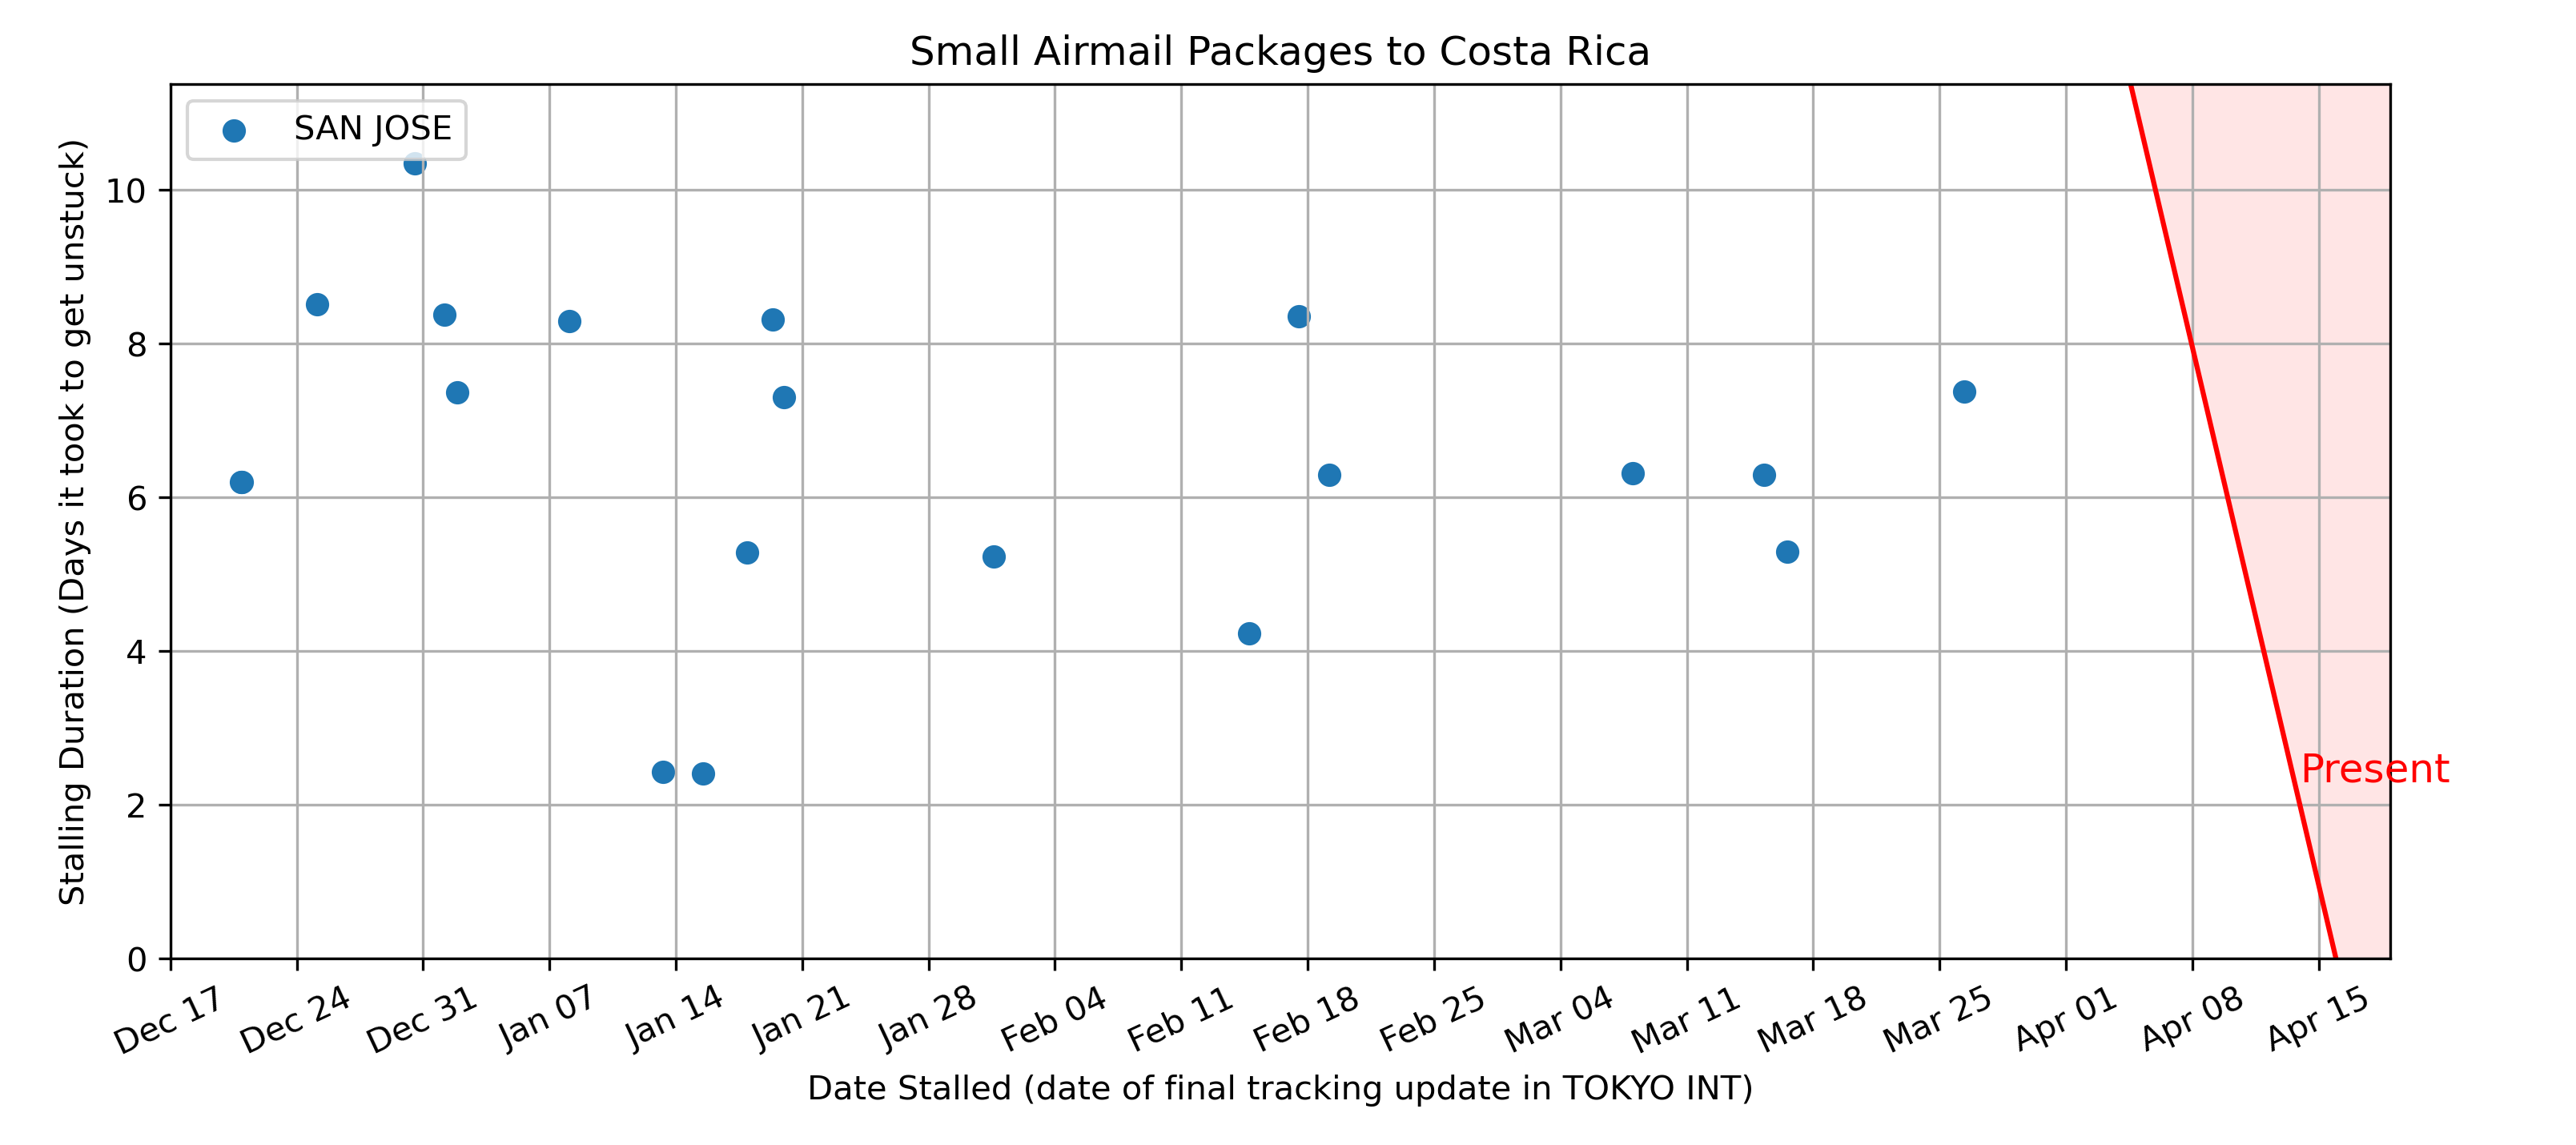 Small Airmail Packages to Costa Rica
SAN JOSE
Stalling Duration (Days it took to get unstuck)
10
8
6
4
2
0
Present
Dec 17
Dec 24
Dec 31
Jan 07
Jan 14
Jan 21
Jan 28
Feb 04
Feb 11
Feb 18
Feb 25
Mar 04
Mar 11
Mar 18
Mar 25
Apr 01
Apr 08
Apr 15
Date Stalled (date of final tracking update in TOKYO INT)